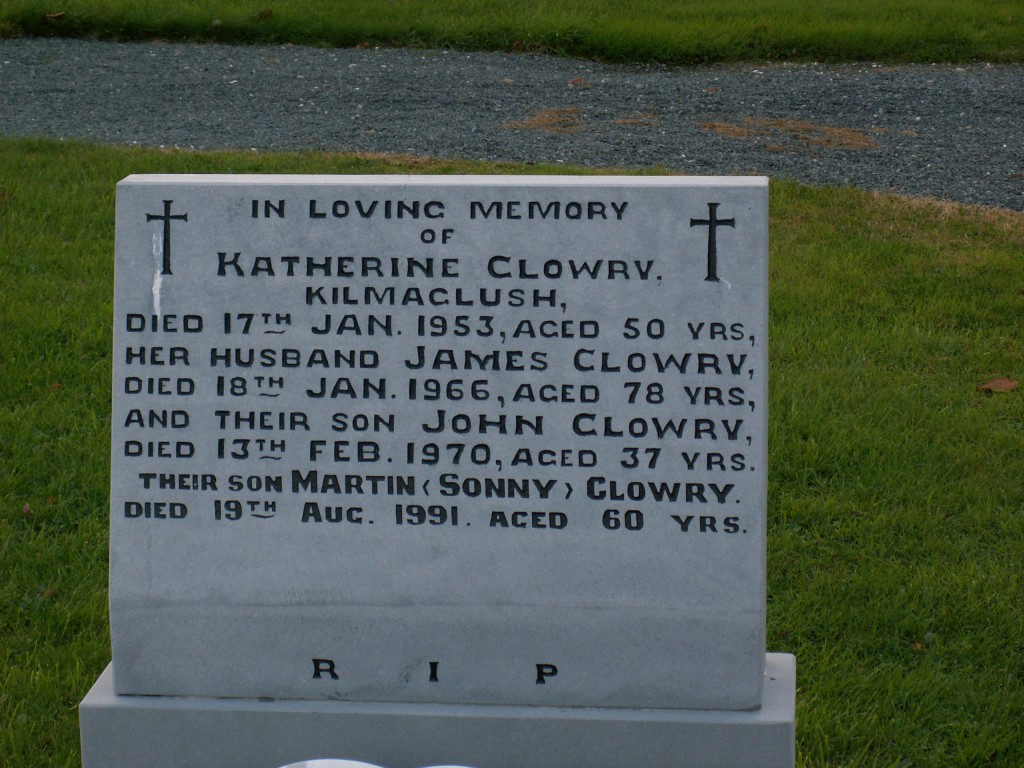 IN LOVING MEMORY
OF
KATHERINE CLOWRY,
KILMAGLUSH,
DIED 17TH JAN. 1953, AGED 50 YRS,
HER HUSBAND JAMES CLOWRY,
DIED 18TH JAN. 1966, AGED 78 YRS,
AND THEIR SON JOHN CLOWRY,
DIED 13TH FEB. 1970, AGED 37 YRS.
THEIR SON MARTIN (SONNY) CLOWRY.
DIED 19TH AUG. 1991. AGED 60 YRS.
R I P